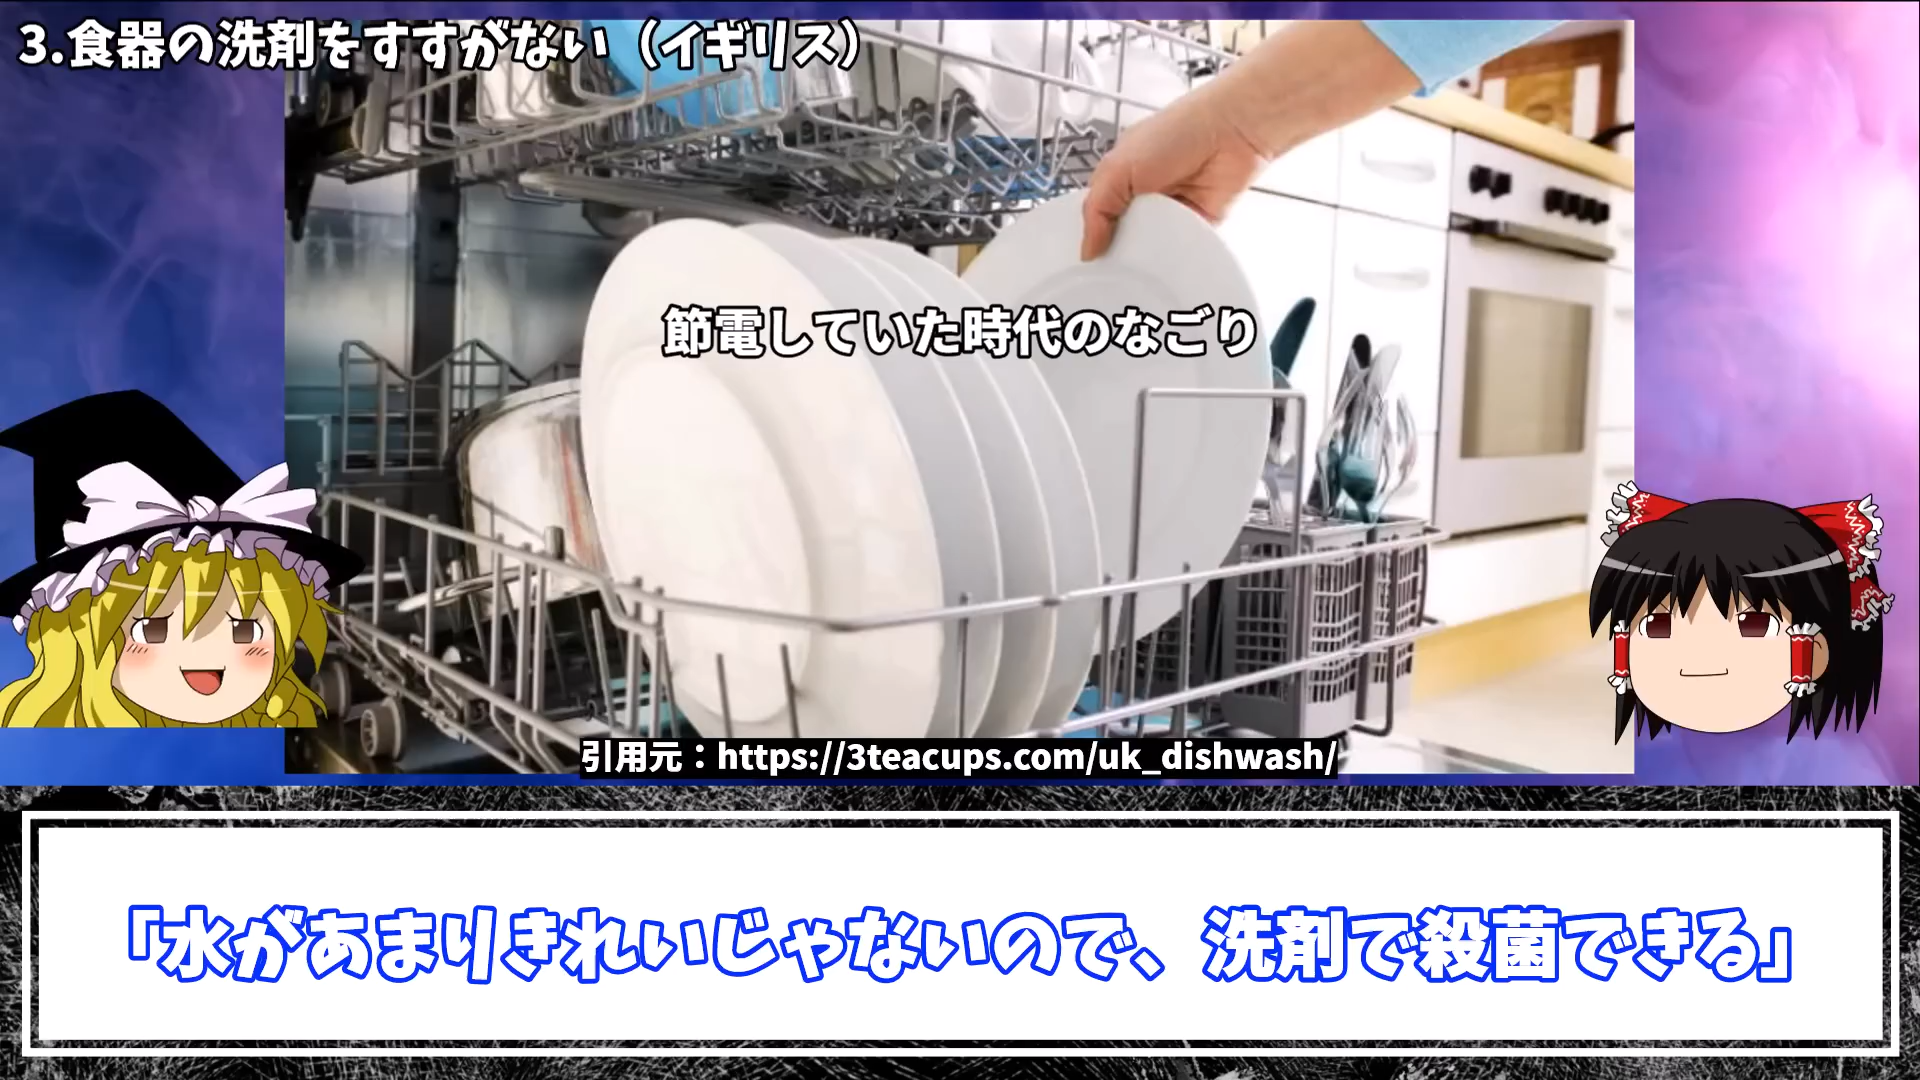 3.食器の洗剤をすすがない（イギリス）
節電していた時代のなごり
引用元：https://3teacups.com/uk_dishwash/
「水があまりきれいじゃないので、洗剤で殺菌できる」